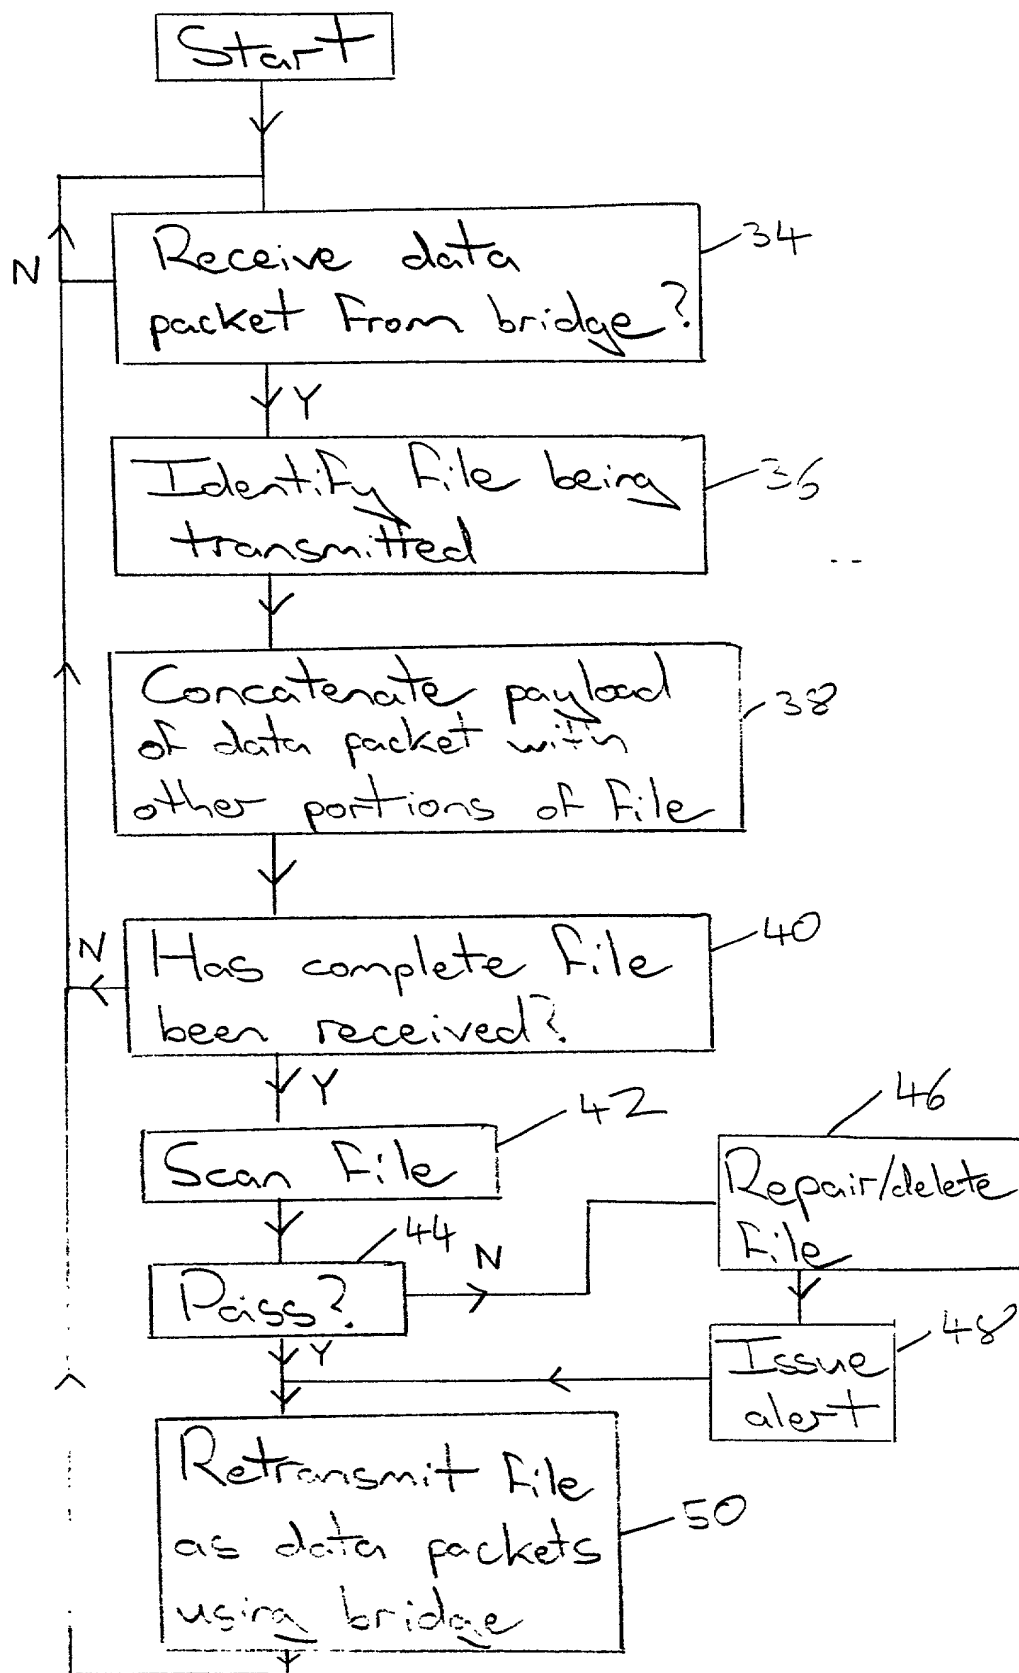 Start
Receive data
packet from bridge?
34
N
Y
Identify file being
transmitted
36
Concatenate payload
of data packet with
other portions of file
38
Has complete file
been received?
40
N
Y
Scan file
42
Pass?
44
N
Y
Repair/delete
file
46
Issue
alert
48
Retransmit file
as data packets
using bridge
50